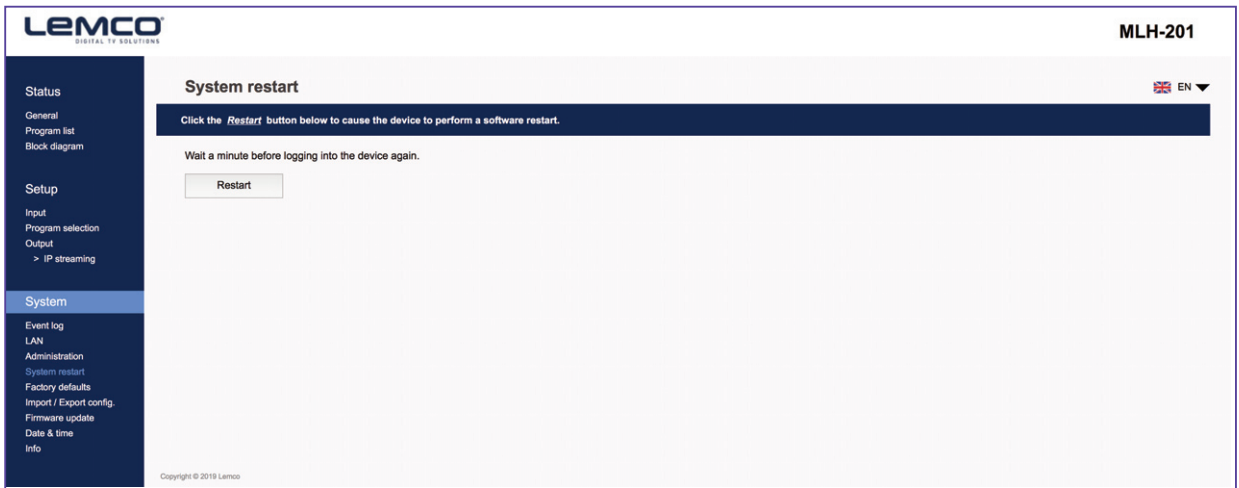 Lemco
DIGITAL TV SOLUTIONS
MLH-201
Status
General
Program list
Block diagram
Setup
Input
Program selection
Output
> IP streaming
System
Event log
LAN
Administration
System restart
Factory defaults
Import / Export config.
Firmware update
Date & time
Info
System restart
EN
Click the Restart button below to cause the device to perform a software restart.
Wait a minute before logging into the device again.
Restart
Copyright © 2019 Lemco